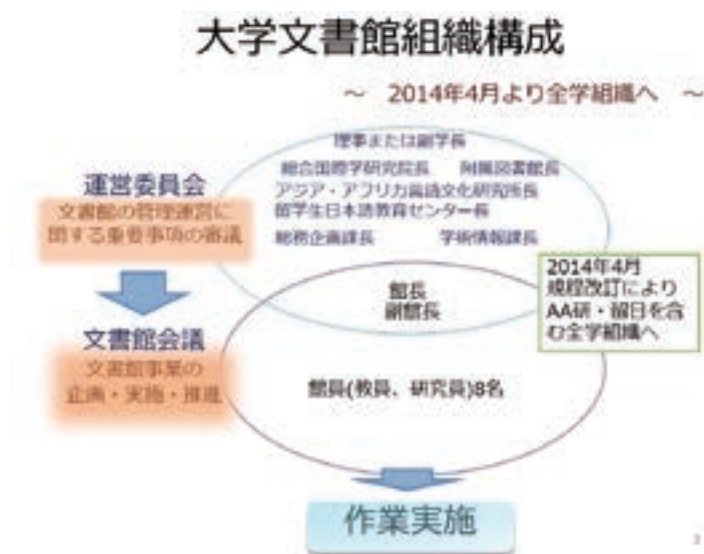 大学文書館組織構成
～ 2014年4月より全学組織へ ～
理事または副学長
総合国際学研究院長 附属図書館長
アジア・アフリカ言語文化研究所長
留学生日本語教育センター長
総務企画課長 学術情報課長
運営委員会
文書館の管理運営に
関する重要事項の審議
館長
副館長
2014年4月
規程改訂により
AA研・留日を含
む全学組織へ
文書館会議
文書館事業の
企画・実施・推進
館員(教員、研究員)8名
作業実施
3